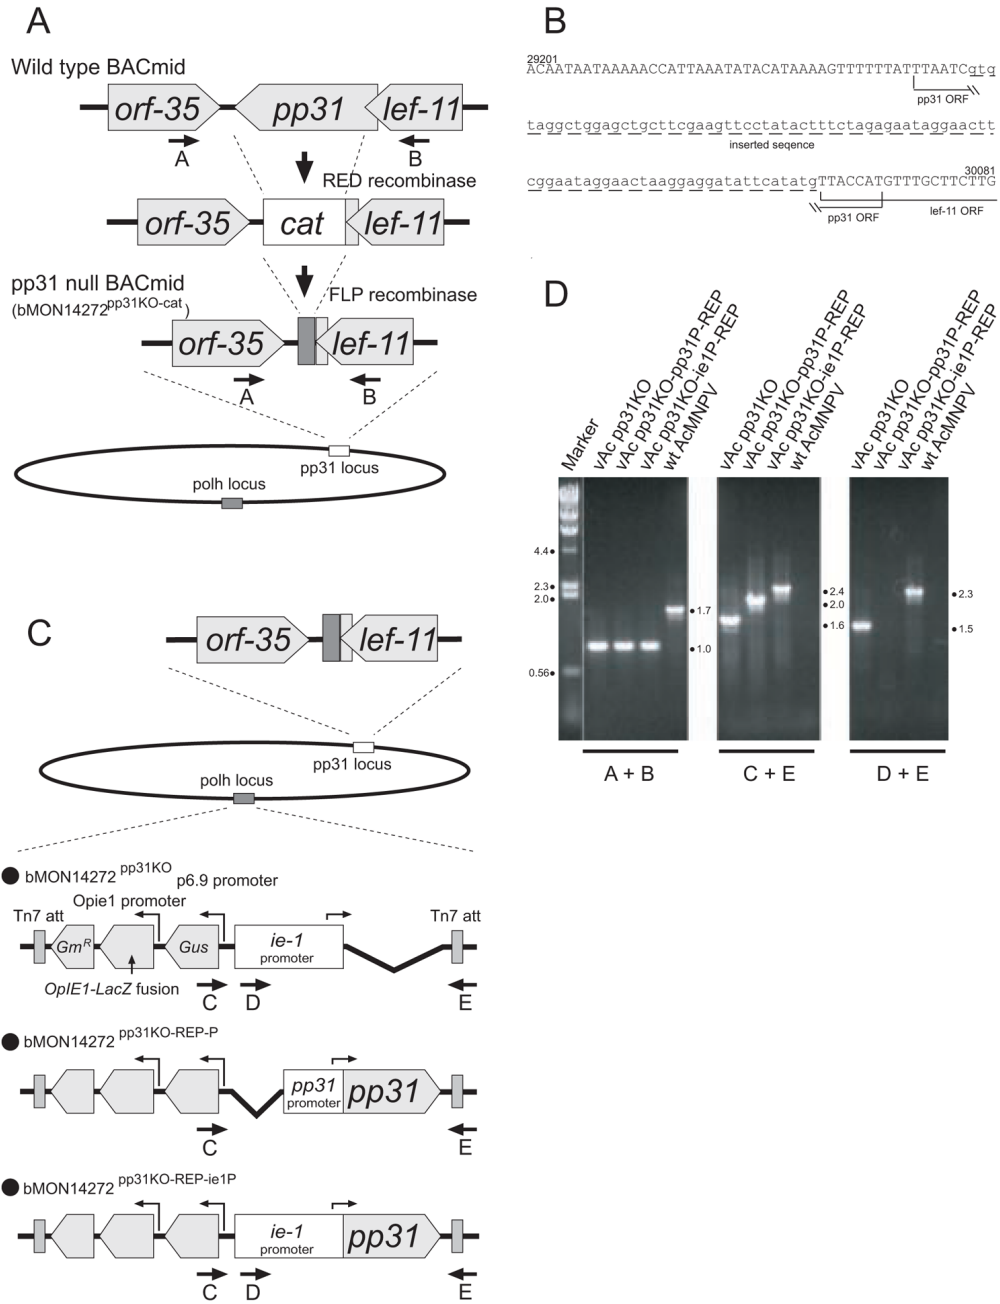 A
Wild type BACmid
orf-35 pp31 lef-11
A B
RED recombinase
orf-35 cat lef-11
pp31 null BACmid
(bMON14272pp31KO-cat)
FLP recombinase
orf-35 lef-11
A B
pp31 locus
polh locus
B
29201
ACAATAATAAAAACCATTAAATATACATAAAAGTTTTTTATTTAATCgtg
pp31 ORF
taggctggagctgcttcgaagttcctatactttctagagaataggaactt
inserted seqence
30081
cggaataggaactaaggaggatattcatatgTTACCATGTTTGCTTCTTG
pp31 ORF
lef-11 ORF
C
orf-35 lef-11
pp31 locus
polh locus
bMON14272 pp31KO
p6.9 promoter
Opie1 promoter
Tn7 att Tn7 att
GmR Gus ie-1 promoter
OpIE1-LacZ fusion
C D E
bMON14272 pp31KO-REP-P
pp31 promoter pp31
C E
bMON14272 pp31KO-REP-ie1P
ie-1 promoter pp31
C D E
D
Marker
vAc pp31KO
vAc pp31KO-pp31P-REP
vAc pp31KO-ie1P-REP
wt AcMNPV
vAc pp31KO
vAc pp31KO-pp31P-REP
vAc pp31KO-ie1P-REP
wt AcMNPV
vAc pp31KO
vAc pp31KO-pp31P-REP
vAc pp31KO-ie1P-REP
wt AcMNPV
4.4
2.3
2.0
0.56
1.7
1.0
2.4
2.0
1.6
2.3
1.5
A + B
C + E
D + E